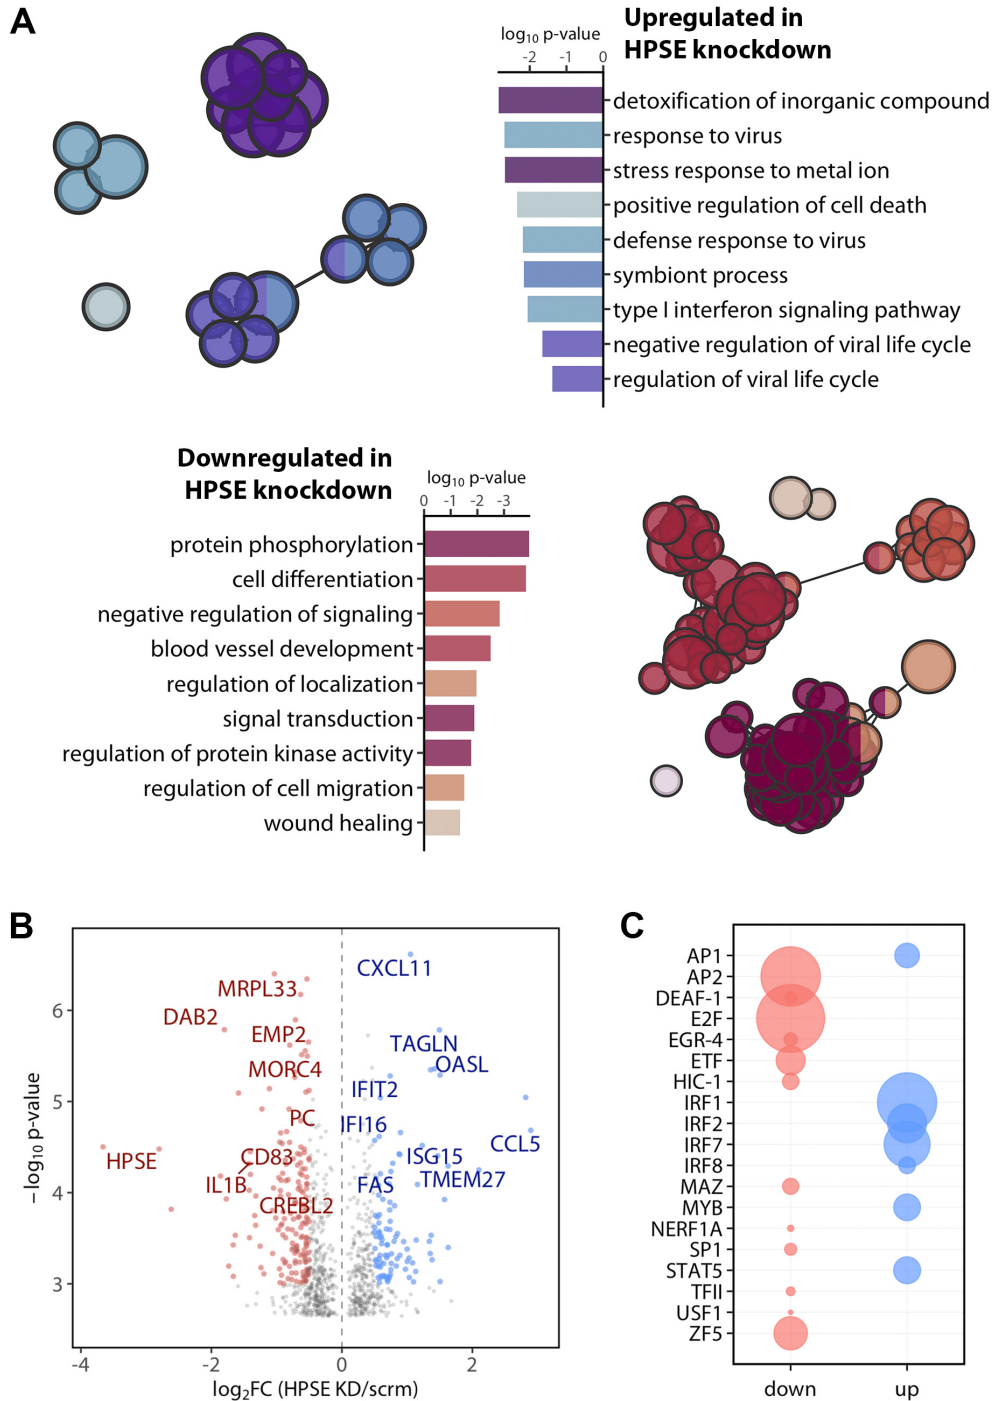 A
Upregulated in
HPSE knockdown
log10 p-value
-2 -1 0
detoxification of inorganic compound
response to virus
stress response to metal ion
positive regulation of cell death
defense response to virus
symbiont process
type I interferon signaling pathway
negative regulation of viral life cycle
regulation of viral life cycle
Downregulated in
HPSE knockdown
log10 p-value
0 -1 -2 -3
protein phosphorylation
cell differentiation
negative regulation of signaling
blood vessel development
regulation of localization
signal transduction
regulation of protein kinase activity
regulation of cell migration
wound healing
B
CXCL11
MRPL33
DAB2
EMP2
TAGLN
MORC4
OASL
IFIT2
PC
IFI16
CCL5
HPSE
CD83
ISG15
TMEM27
IL1B
FAS
CREBL2
6
5
4
3
-4 -2 0 2
−log10 p-value
log2FC (HPSE KD/scrm)
C
AP1
AP2
DEAF-1
E2F
EGR-4
ETF
HIC-1
IRF1
IRF2
IRF7
IRF8
MAZ
MYB
NERF1A
SP1
STAT5
TFII
USF1
ZF5
down up